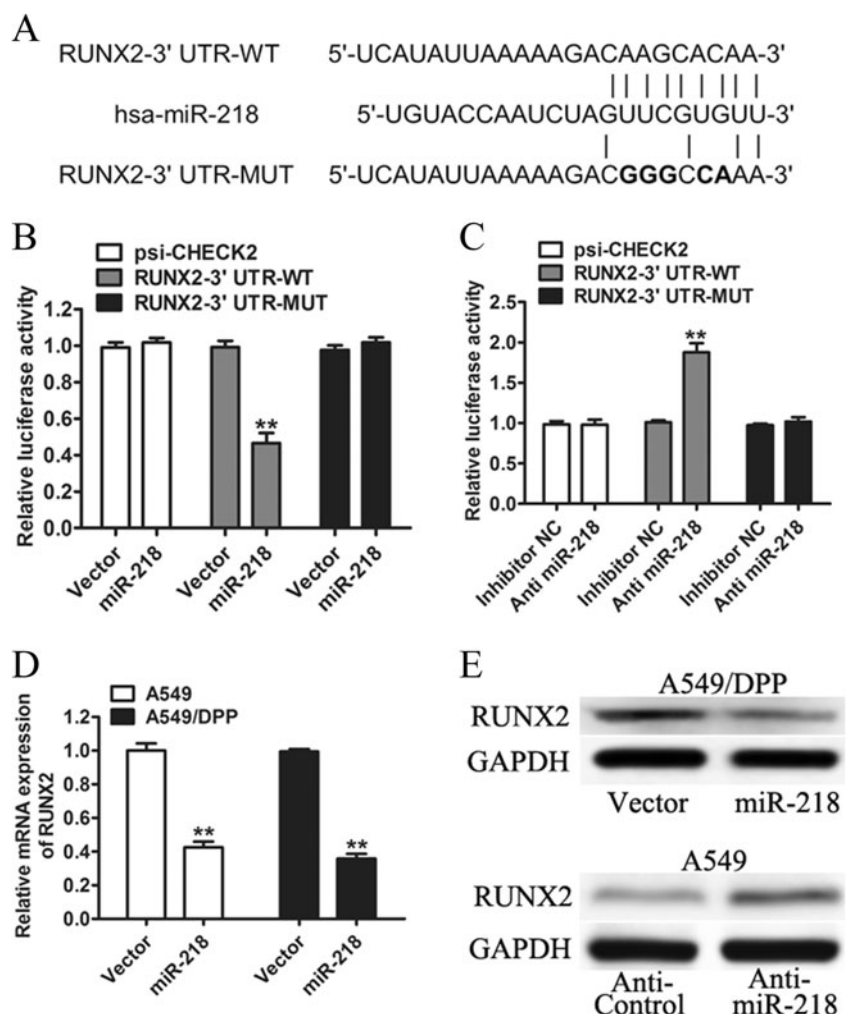 A
RUNX2-3' UTR-WT 5'-UCAUAUUAAAAAGACAAGCACAA-3'
hsa-miR-218 5'-UGUACCAAUCUAGUUCGUGUU-3'
RUNX2-3' UTR-MUT 5'-UCAUAUUAAAAAGACGGGCCAAA-3'
B
psi-CHECK2
RUNX2-3' UTR-WT
RUNX2-3' UTR-MUT
Relative luciferase activity
1.2
1.0
0.8
0.6
0.4
0.2
0.0
**
Vector
miR-218
Vector
miR-218
Vector
miR-218
C
psi-CHECK2
RUNX2-3' UTR-WT
RUNX2-3' UTR-MUT
Relative luciferase activity
2.5
2.0
1.5
1.0
0.5
0.0
**
Inhibitor NC
Anti miR-218
Inhibitor NC
Anti miR-218
Inhibitor NC
Anti miR-218
D
A549
A549/DPP
Relative mRNA expression
of RUNX2
1.2
1.0
0.8
0.6
0.4
0.2
0.0
**
**
Vector
miR-218
Vector
miR-218
E
A549/DPP
RUNX2
GAPDH
Vector miR-218
A549
RUNX2
GAPDH
Anti- Anti-
Control miR-218